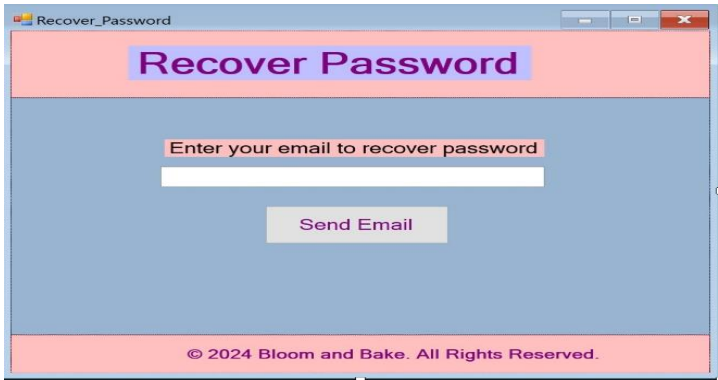 Recover_Password
Recover Password
Enter your email to recover password
Send Email
© 2024 Bloom and Bake. All Rights Reserved.